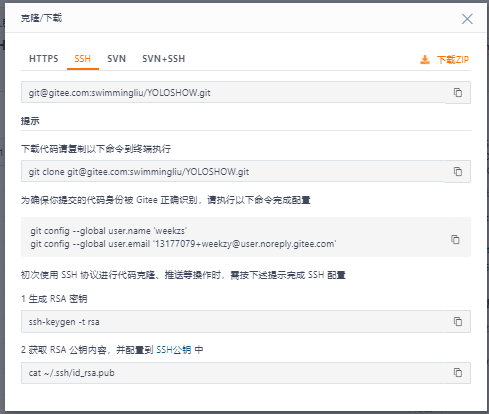 克隆/下载
HTTPS SSH SVN SVN+SSH 下载ZIP
git@gitee.com:swimmingliu/YOLOSHOW.git
提示
下载代码请复制以下命令到终端执行
git clone git@gitee.com:swimmingliu/YOLOSHOW.git
为确保你提交的代码身份被 Gitee 正确识别，请执行以下命令完成配置
git config --global user.name 'weekzs'
git config --global user.email '13177079+weekzy@user.noreply.gitee.com'
初次使用 SSH 协议进行代码克隆、推送等操作时，需按下述提示完成 SSH 配置
1 生成 RSA 密钥
ssh-keygen -t rsa
2 获取 RSA 公钥内容，并配置到 SSH公钥 中
cat ~/.ssh/id_rsa.pub